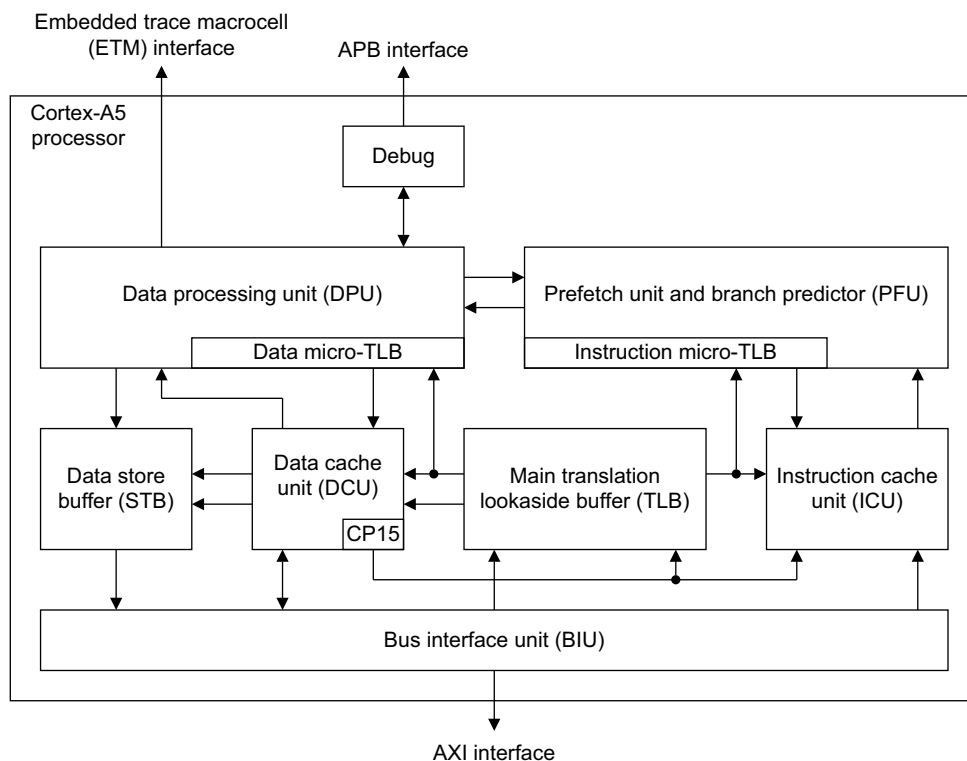 Embedded trace macrocell
(ETM) interface
APB interface
Cortex-A5
processor
Debug
Data processing unit (DPU)
Prefetch unit and branch predictor (PFU)
Data micro-TLB
Instruction micro-TLB
Data store
buffer (STB)
Data cache
unit (DCU)
CP15
Main translation
lookaside buffer (TLB)
Instruction cache
unit (ICU)
Bus interface unit (BIU)
AXI interface